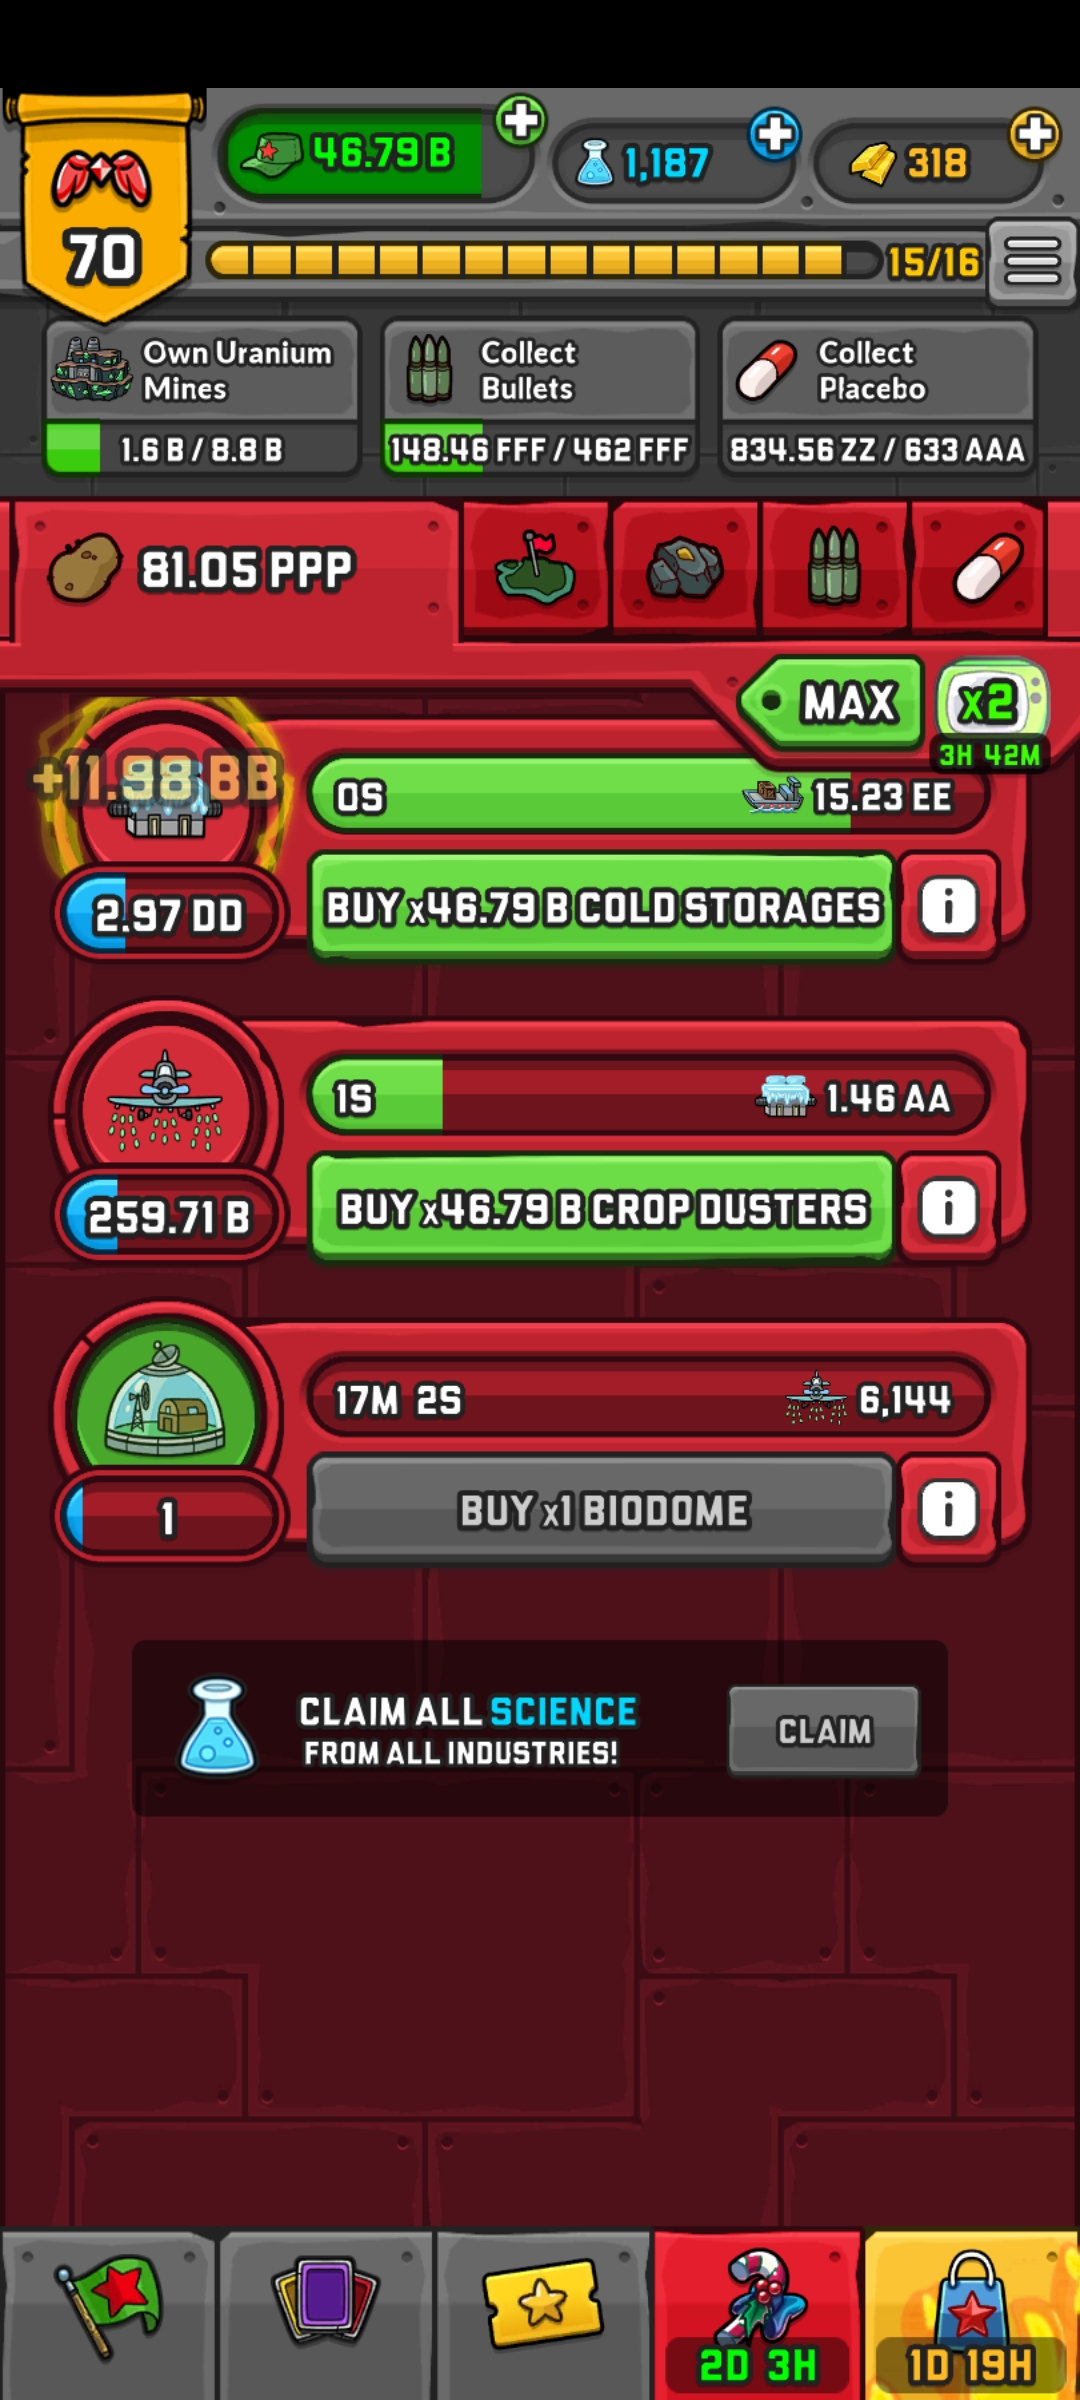 46.79 B
1,187
318
70
15/16
Own Uranium
Mines
1.6 B / 8.8 B
Collect
Bullets
148.46 FFF / 462 FFF
Collect
Placebo
834.56 ZZ / 633 AAA
81.05 PPP
MAX
x2
3H 42M
+11.98 BB
0S
15.23 EE
2.97 DD
BUY x46.79 B COLD STORAGES
i
1S
1.46 AA
259.71 B
BUY x46.79 B CROP DUSTERS
i
17M 2S
6,144
1
BUY x1 BIODOME
i
CLAIM ALL SCIENCE
FROM ALL INDUSTRIES!
CLAIM
2D 3H
1D 19H